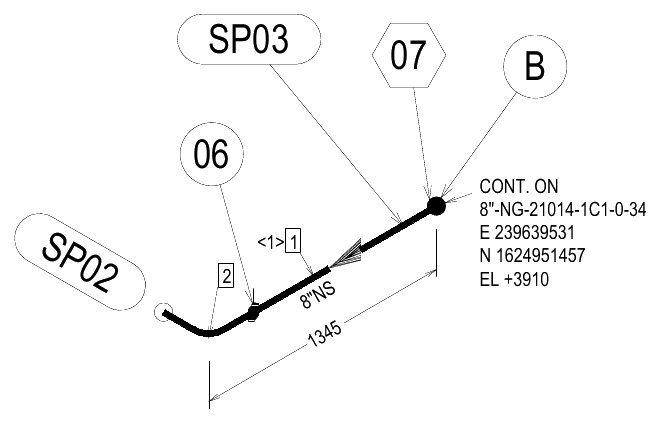 SP03
07
B
06
CONT. ON
8"-NG-21014-1C1-0-34
E 239639531
N 1624951457
EL +3910
<1> 1
SP02
2
8"NS
1345